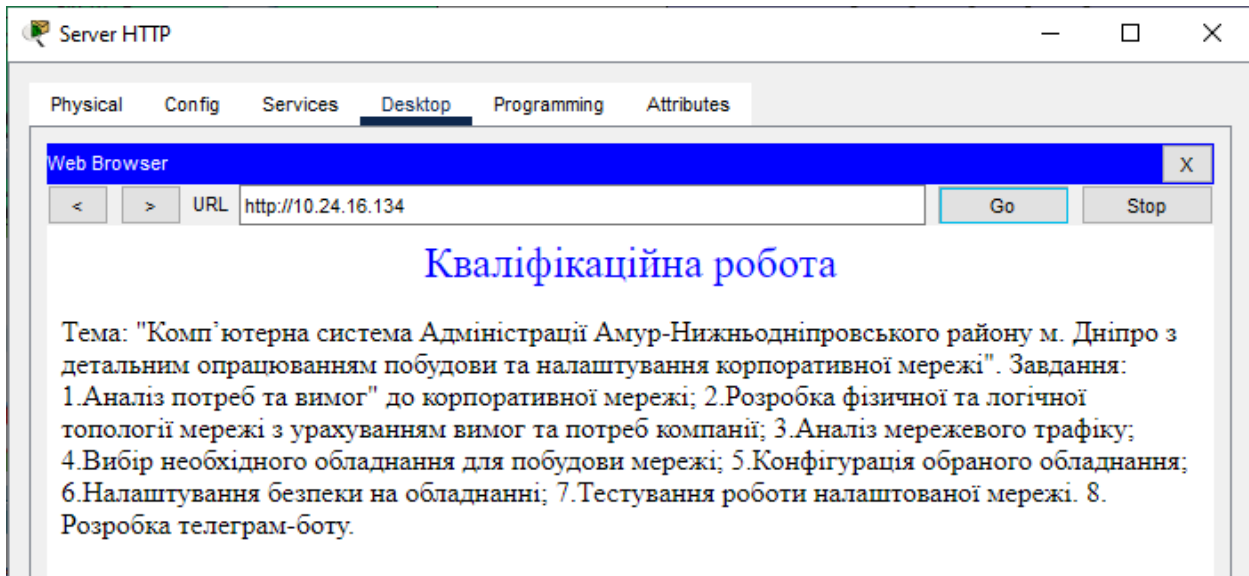 Server HTTP
Physical Config Services Desktop Programming Attributes
Web Browser X
< > URL http://10.24.16.134 Go Stop
Кваліфікаційна робота
Тема: "Комп’ютерна система Адміністрації Амур-Нижньодніпровського району м. Дніпро з
детальним опрацюванням побудови та налаштування корпоративної мережі". Завдання:
1.Аналіз потреб та вимог" до корпоративної мережі; 2.Розробка фізичної та логічної
топології мережі з урахуванням вимог та потреб компанії; 3.Аналіз мережевого трафіку;
4.Вибір необхідного обладнання для побудови мережі; 5.Конфігурація обраного обладнання;
6.Налаштування безпеки на обладнанні; 7.Тестування роботи налаштованої мережі. 8.
Розробка телеграм-боту.